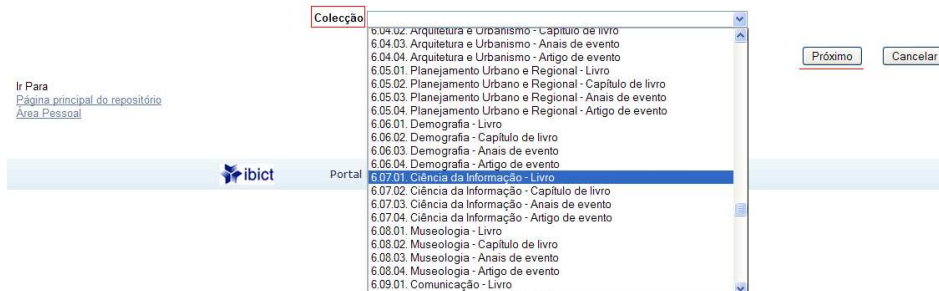 Colecção
6.04.02. Arquitetura e Urbanismo - Capítulo de livro
6.04.03. Arquitetura e Urbanismo - Anais de evento
6.04.04. Arquitetura e Urbanismo - Artigo de evento
6.05.01. Planejamento Urbano e Regional - Livro
6.05.02. Planejamento Urbano e Regional - Capítulo de livro
6.05.03. Planejamento Urbano e Regional - Anais de evento
6.05.04. Planejamento Urbano e Regional - Artigo de evento
6.06.01. Demografia - Livro
6.06.02. Demografia - Capítulo de livro
6.06.03. Demografia - Anais de evento
6.06.04. Demografia - Artigo de evento
6.07.01. Ciência da Informação - Livro
6.07.02. Ciência da Informação - Capítulo de livro
6.07.03. Ciência da Informação - Anais de evento
6.07.04. Ciência da Informação - Artigo de evento
6.08.01. Museologia - Livro
6.08.02. Museologia - Capítulo de livro
6.08.03. Museologia - Anais de evento
6.08.04. Museologia - Artigo de evento
6.09.01. Comunicação - Livro
Próximo Cancelar
Ir Para
Página principal do repositório
Área Pessoal
ibict Portal